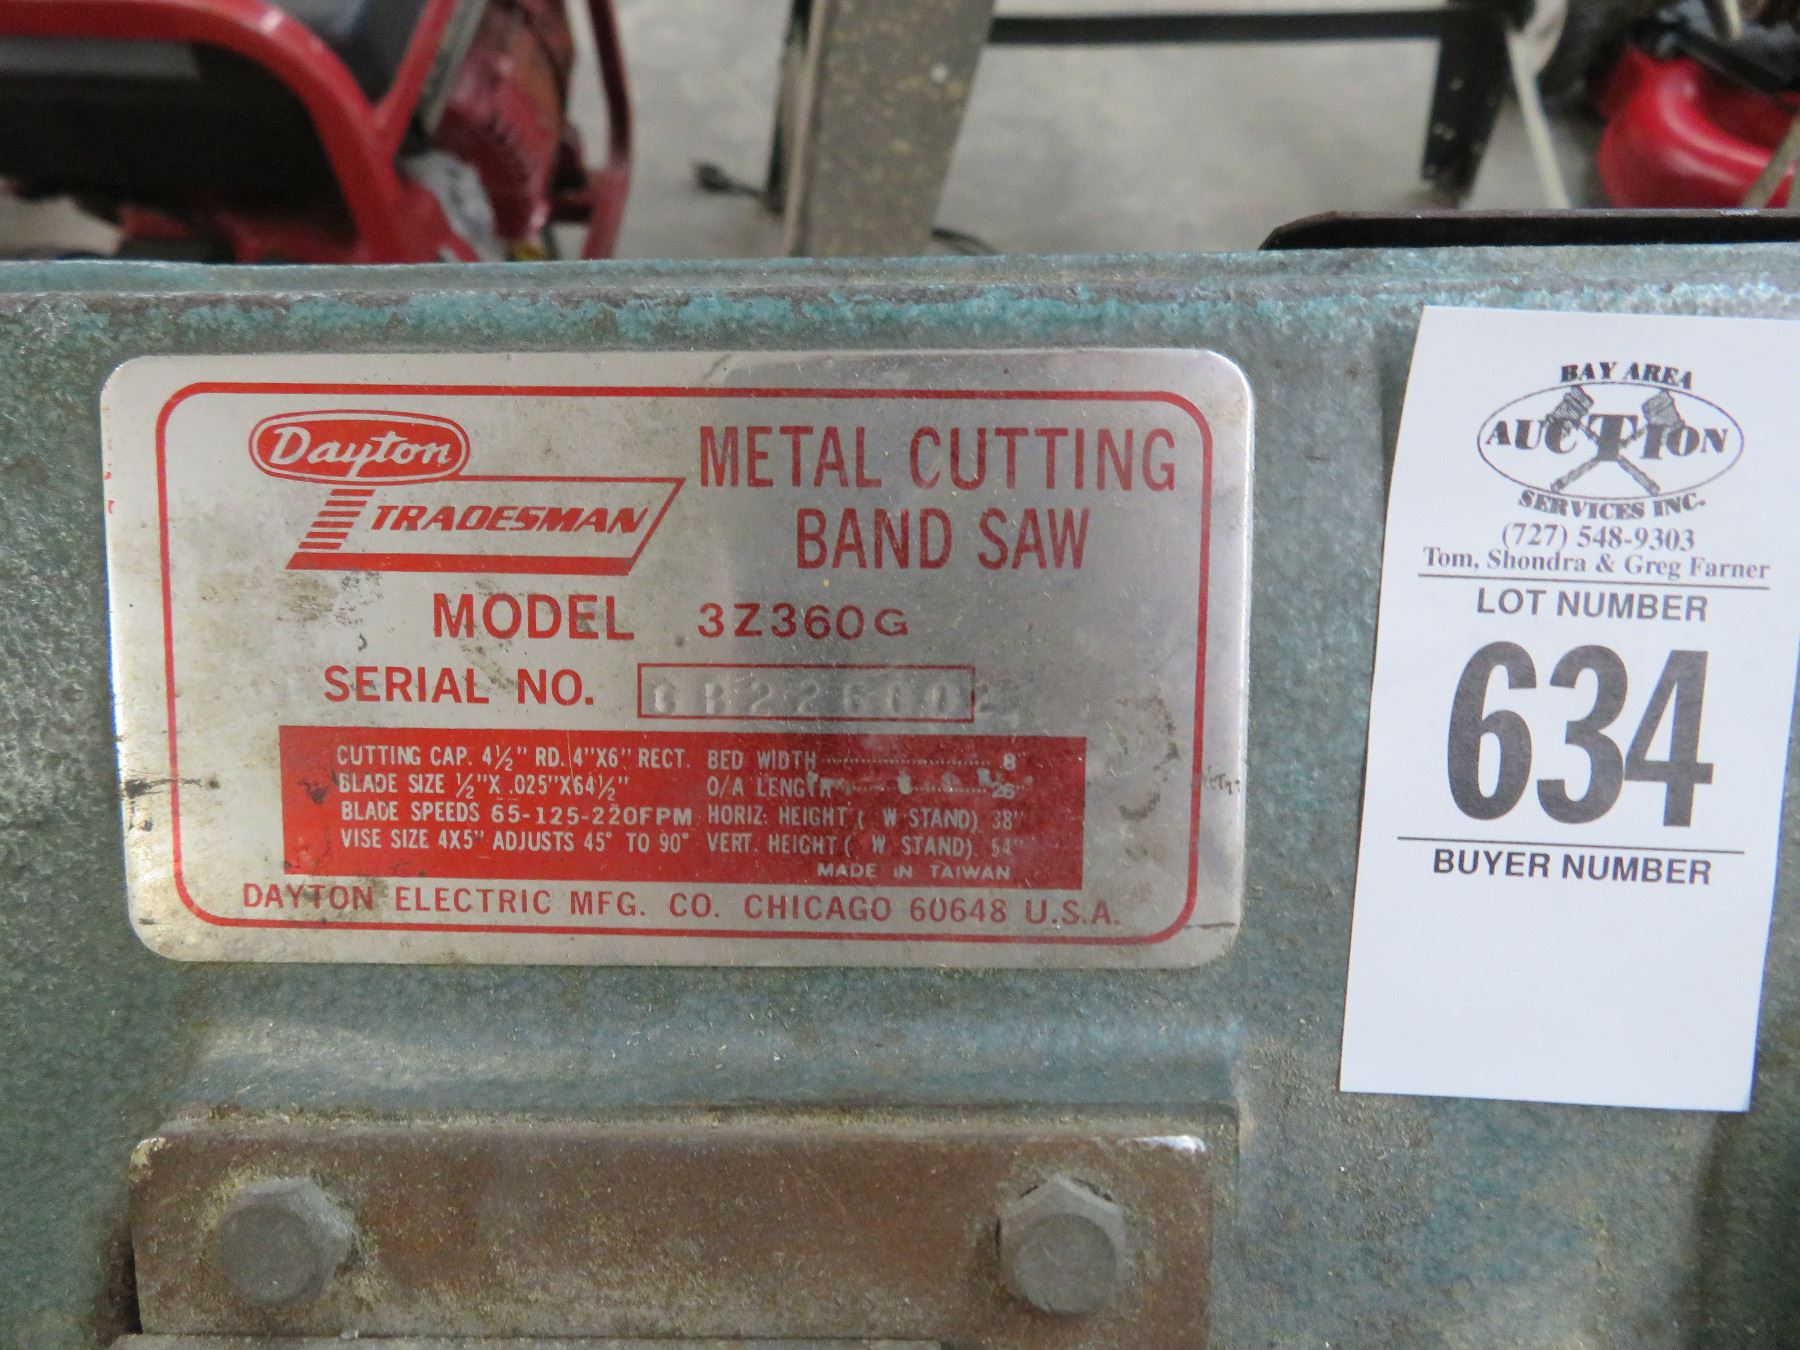 Dayton
TRADESMAN
METAL CUTTING
BAND SAW
MODEL 3Z360G
SERIAL NO.
CUTTING CAP. 4½" RD. 4"X6" RECT. BED WIDTH 8"
BLADE SIZE ½"X .025"X64½" O/A LENGTH 26"
BLADE SPEEDS 65-125-220FPM HORIZ. HEIGHT ( W STAND) 38"
VISE SIZE 4X5" ADJUSTS 45° TO 90° VERT. HEIGHT ( W STAND) 54"
MADE IN TAIWAN
DAYTON ELECTRIC MFG. CO. CHICAGO 60648 U.S.A.
BAY AREA
AUCTION
SERVICES INC.
(727) 548-9303
Tom, Shondra & Greg Farner
LOT NUMBER
634
BUYER NUMBER